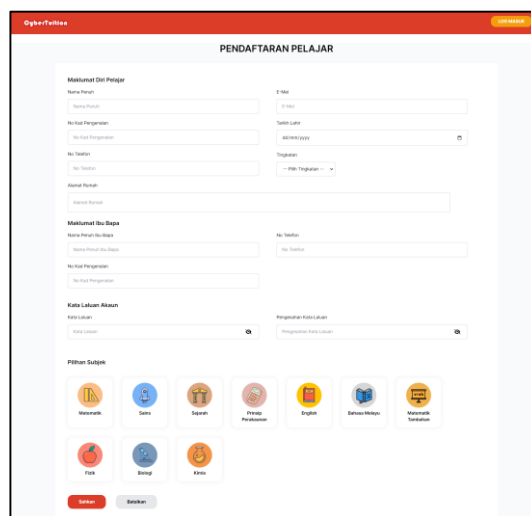 CyberTuition
LOG MASUK
PENDAFTARAN PELAJAR
Maklumat Diri Pelajar
Nama Penuh
E-Mel
Nama Penuh
E-Mel
No Kad Pengenalan
Tarikh Lahir
No Kad Pengenalan
dd/mm/yyyy
No Telefon
Tingkatan
No Telefon
-- Pilih Tingkatan --
Alamat Rumah
Alamat Rumah
Maklumat Ibu Bapa
Nama Penuh Ibu Bapa
No Telefon
Nama Penuh Ibu Bapa
No Telefon
No Kad Pengenalan
No Kad Pengenalan
Kata Laluan Akaun
Kata Laluan
Pengesahan Kata Laluan
Kata Laluan
Pengesahan Kata Laluan
Pilihan Subjek
Matematik
Sains
Sejarah
Prinsip
Perakaunan
English
Bahasa Melayu
Matematik
Tambahan
Fizik
Biologi
Kimia
Sahkan
Batalkan